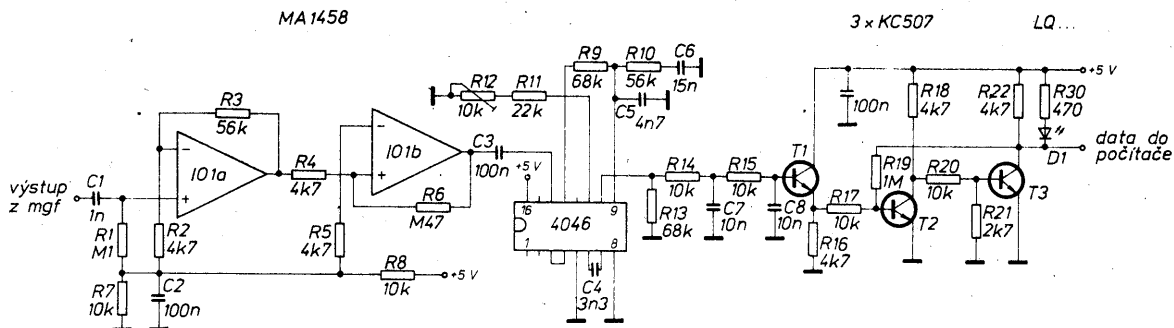 MA1458
3 x KC507
LQ...
R9
68k
R10
56k
C6
15n
R12
10k
R11
22k
C5
4n7
+5 V
100n
R18
4k7
R22
4k7
R30
470
D1
data do
počítače
R3
56k
IO1a
R4
4k7
IO1b
C3
100n
+5 V
R6
M47
výstup
z mgf
C1
1n
R1
M1
R2
4k7
R5
4k7
R8
10k
+5 V
R7
10k
C2
100n
16
9
4046
1
8
C4
3n3
R14
10k
R15
10k
R13
68k
C7
10n
C8
10n
T1
R17
10k
R16
4k7
R19
1M
T2
R20
10k
R21
2k7
T3